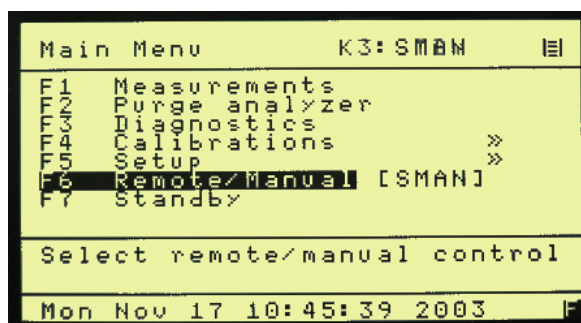 Main Menu K3:SMAN
F1 Measurements
F2 Purge analyzer
F3 Diagnostics
F4 Calibrations »
F5 Setup »
F6 Remote/Manual [SMAN]
F7 Standby
Select remote/manual control
Mon Nov 17 10:45:39 2003